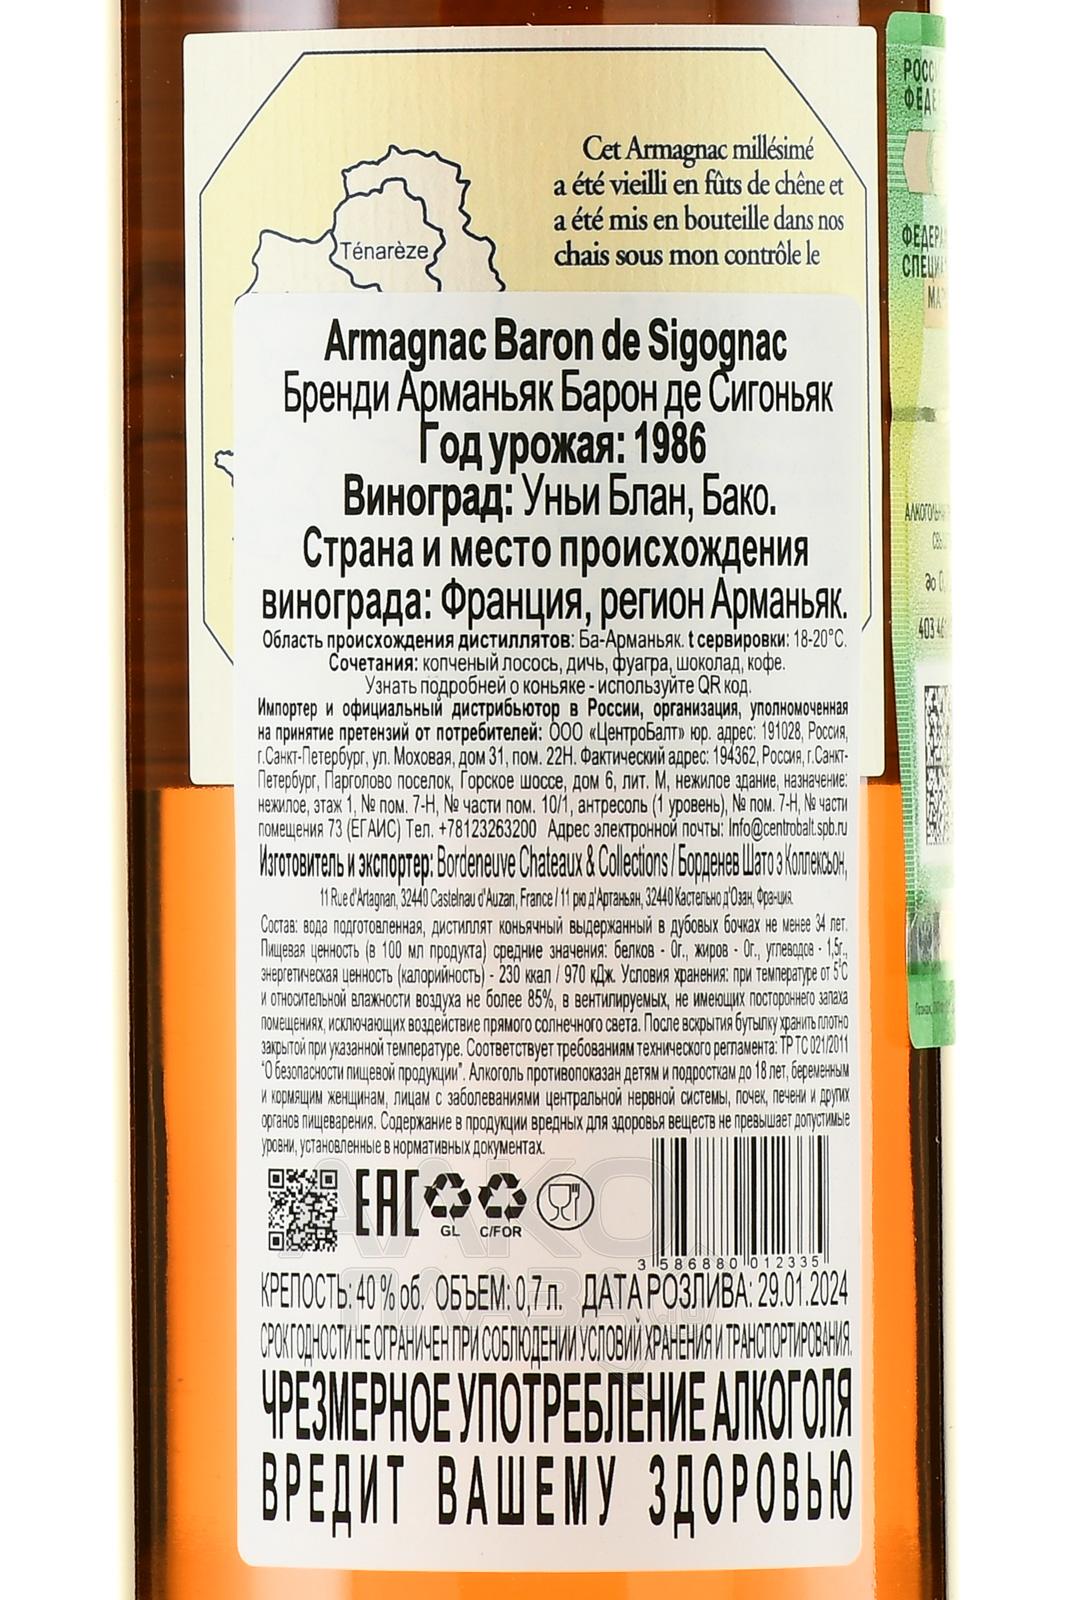 Cet Armagnac millésimé
a été vieilli en fûts de chêne et
a été mis en bouteille dans nos
chais sous mon contrôle le
Ténarèze
Armagnac Baron de Sigognac
Бренди Арманьяк Барон де Сигоньяк
Год урожая: 1986
Виноград: Уньи Блан, Бако.
Страна и место происхождения
винограда: Франция, регион Арманьяк.
Область происхождения дистиллятов: Ба-Арманьяк. t сервировки: 18-20°С.
Сочетания: копченый лосось, дичь, фуагра, шоколад, кофе.
Узнать подробней о коньяке - используйте QR код.
Импортер и официальный дистрибьютор в России, организация, уполномоченная
на принятие претензий от потребителей: ООО «ЦентроБалт» юр. адрес: 191028, Россия,
г.Санкт-Петербург, ул. Моховая, дом 31, пом. 22Н. Фактический адрес: 194362, Россия, г.Санкт-
Петербург, Парголово поселок, Горское шоссе, дом 6, лит. М, нежилое здание, назначение:
нежилое, этаж 1, № пом. 7-Н, № части пом. 10/1, антресоль (1 уровень), № пом. 7-Н, № части
помещения 73 (ЕГАИС) Тел. +78123263200 Адрес электронной почты: Info@centrobalt.spb.ru
Изготовитель и экспортер: Bordeneuve Chateaux & Collections / Борденев Шато э Коллексьон,
11 Rue d'Artagnan, 32440 Castelnau d'Auzan, France / 11 рю д'Артаньян, 32440 Кастельно д'Озан, Франция.
Состав: вода подготовленная, дистиллят коньячный выдержанный в дубовых бочках не менее 34 лет.
Пищевая ценность (в 100 мл продукта) средние значения: белков - 0г., жиров - 0г., углеводов - 1,5г.,
энергетическая ценность (калорийность) - 230 ккал / 970 кДж. Условия хранения: при температуре от 5°С
и относительной влажности воздуха не более 85%, в вентилируемых, не имеющих постороннего запаха
помещениях, исключающих воздействие прямого солнечного света. После вскрытия бутылку хранить плотно
закрытой при указанной температуре. Соответствует требованиям технического регламента: ТР ТС 021/2011
"О безопасности пищевой продукции". Алкоголь противопоказан детям и подросткам до 18 лет, беременным
и кормящим женщинам, лицам с заболеваниями центральной нервной системы, почек, печени и других
органов пищеварения. Содержание в продукции вредных для здоровья веществ не превышает допустимые
уровни, установленные в нормативных документах.
EAC
GL C/FOR
3 586880 012335
КРЕПОСТЬ: 40 % об. ОБЪЕМ: 0,7 л. ДАТА РОЗЛИВА: 29.01.2024
СРОК ГОДНОСТИ НЕ ОГРАНИЧЕН ПРИ СОБЛЮДЕНИИ УСЛОВИЙ ХРАНЕНИЯ И ТРАНСПОРТИРОВАНИЯ.
ЧРЕЗМЕРНОЕ УПОТРЕБЛЕНИЕ АЛКОГОЛЯ
ВРЕДИТ ВАШЕМУ ЗДОРОВЬЮ